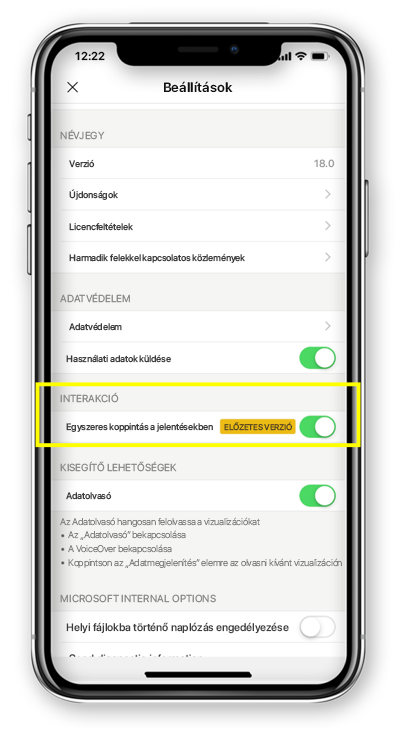 12:22
Beállítások
NÉVJEGY
Verzió 18.0
Újdonságok
Licencfeltételek
Harmadik felekkel kapcsolatos közlemények
ADATVÉDELEM
Adatvédelem
Használati adatok küldése
INTERAKCIÓ
Egyszeres koppintás a jelentésekben ELŐZETES VERZIÓ
KISEGÍTŐ LEHETŐSÉGEK
Adatolvasó
Az Adatolvasó hangosan felolvassa a vizualizációkat
• Az „Adatolvasó” bekapcsolása
• A VoiceOver bekapcsolása
• Koppintson az „Adatmegjelenítés” elemre az olvasni kívánt vizualizáción
MICROSOFT INTERNAL OPTIONS
Helyi fájlokba történő naplózás engedélyezése